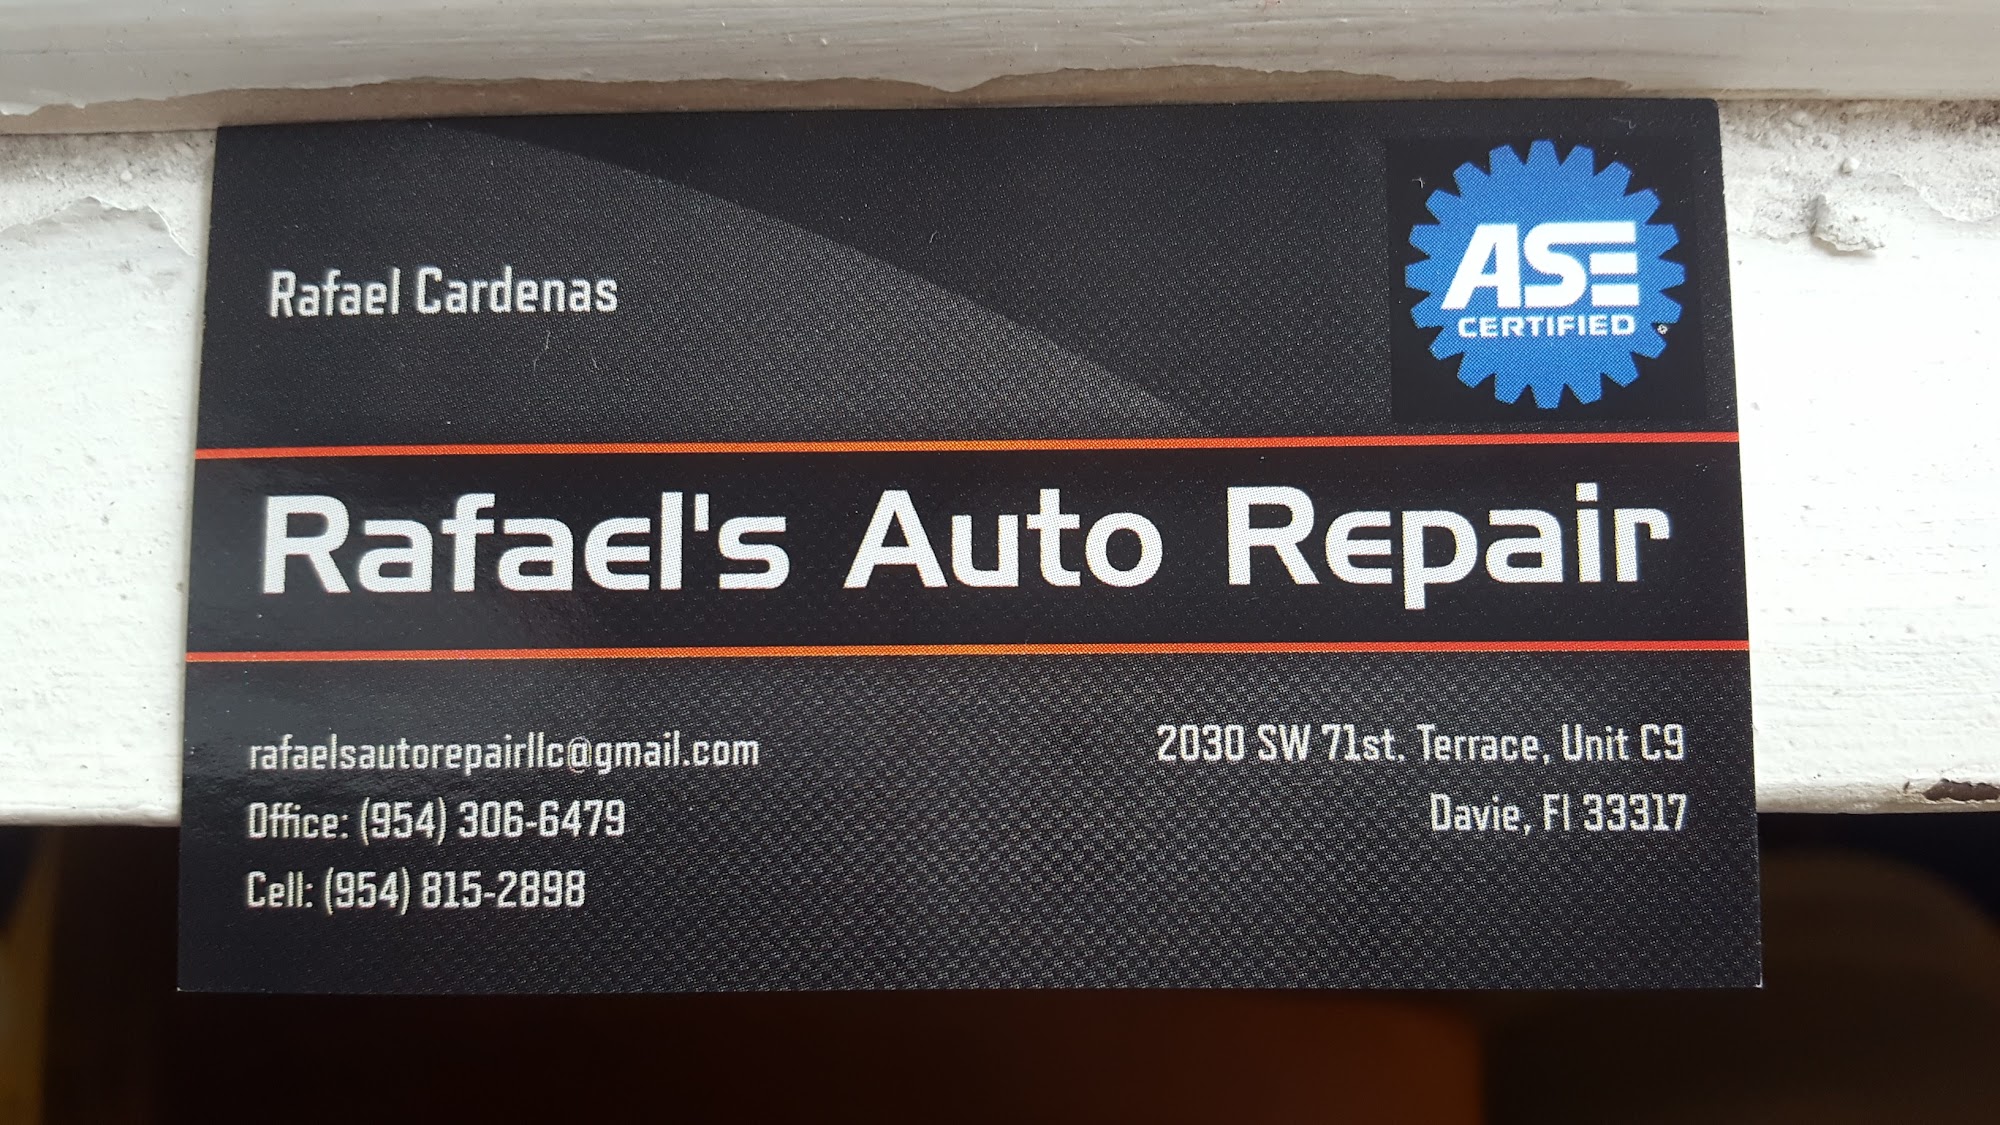 Rafael Cardenas
ASE
CERTIFIED
Rafael's Auto Repair
rafaelsautorepairllc@gmail.com
Office: (954) 306-6479
Cell: (954) 815-2898
2030 SW 71st. Terrace, Unit C9
Davie, Fl 33317